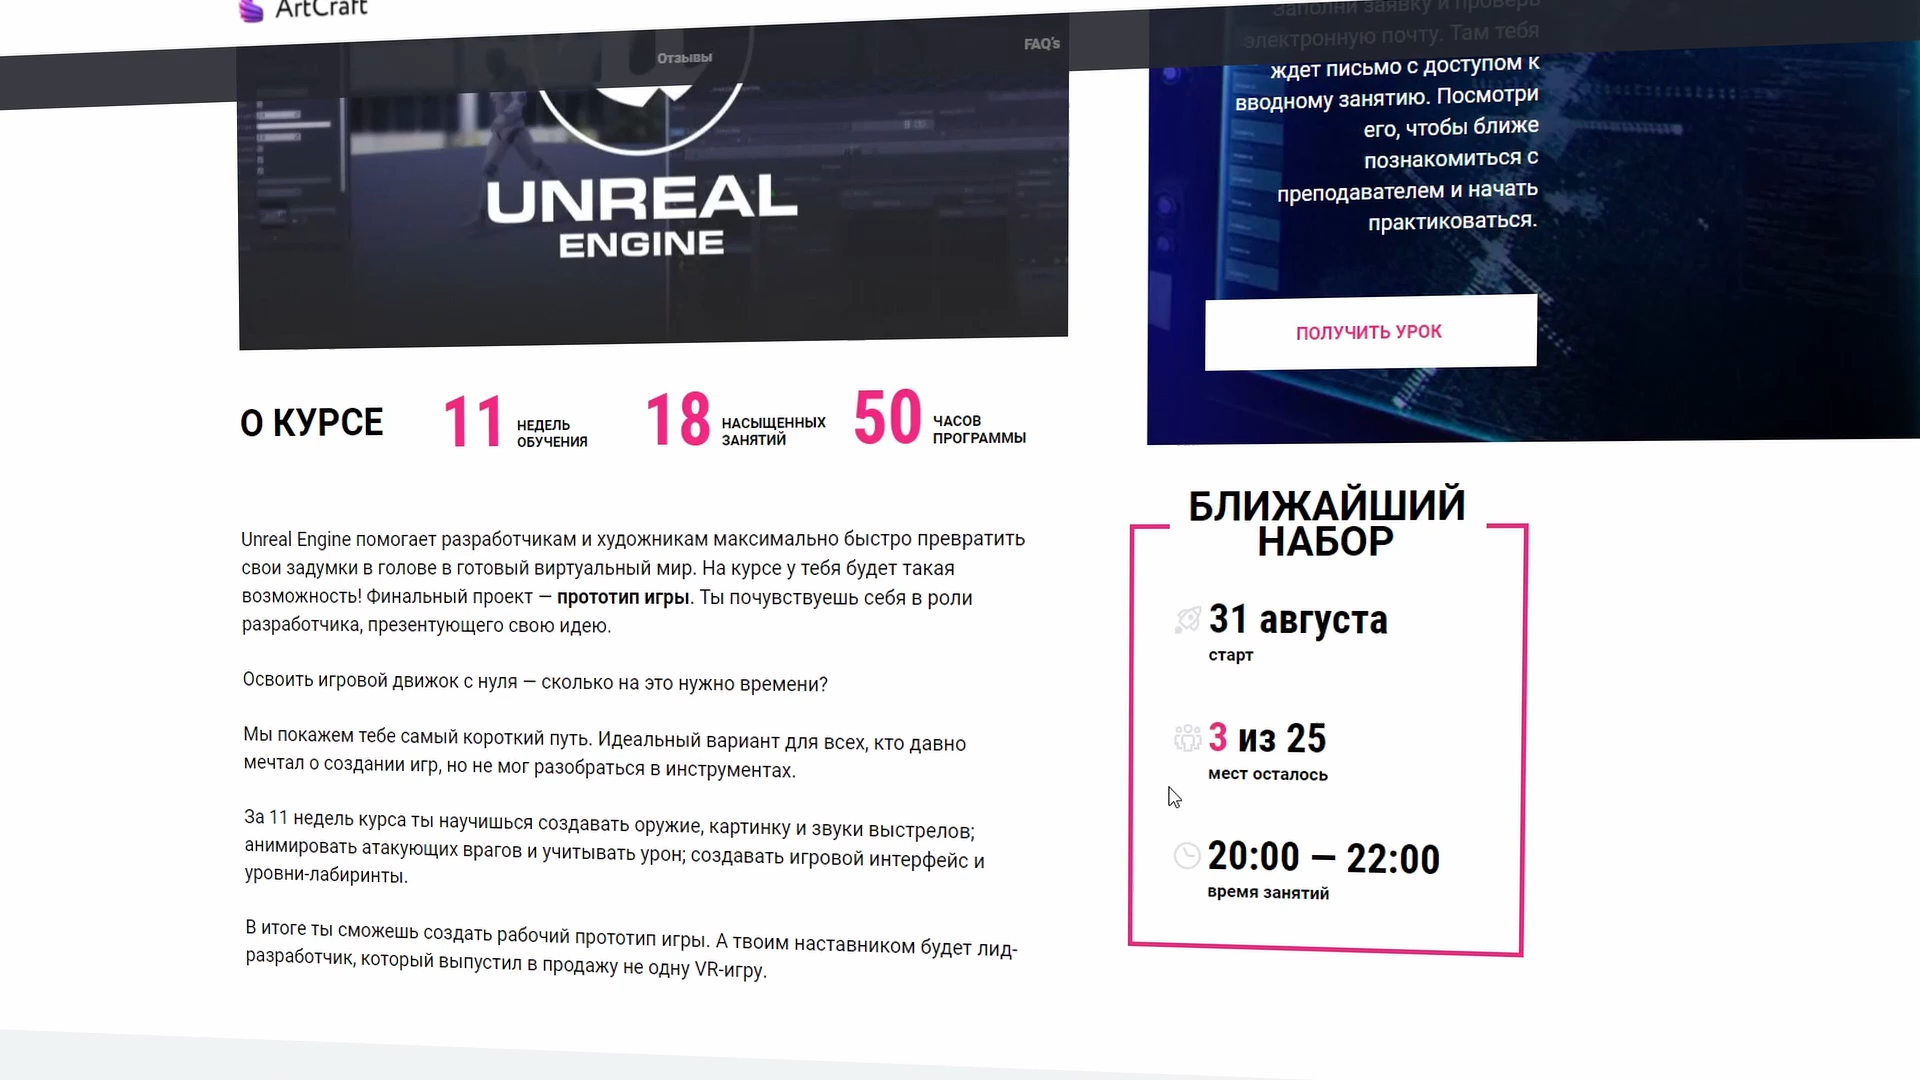 ArtCraft
Отзывы
FAQ's
UNREAL
ENGINE
Заполни заявку и проверь
электронную почту. Там тебя
ждет письмо с доступом к
вводному занятию. Посмотри
его, чтобы ближе
познакомиться с
преподавателем и начать
практиковаться.
ПОЛУЧИТЬ УРОК
О КУРСЕ
11 НЕДЕЛЬ
ОБУЧЕНИЯ
18 НАСЫЩЕННЫХ
ЗАНЯТИЙ
50 ЧАСОВ
ПРОГРАММЫ
Unreal Engine помогает разработчикам и художникам максимально быстро превратить
свои задумки в голове в готовый виртуальный мир. На курсе у тебя будет такая
возможность! Финальный проект — прототип игры. Ты почувствуешь себя в роли
разработчика, презентующего свою идею.
Освоить игровой движок с нуля — сколько на это нужно времени?
Мы покажем тебе самый короткий путь. Идеальный вариант для всех, кто давно
мечтал о создании игр, но не мог разобраться в инструментах.
За 11 недель курса ты научишься создавать оружие, картинку и звуки выстрелов;
анимировать атакующих врагов и учитывать урон; создавать игровой интерфейс и
уровни-лабиринты.
В итоге ты сможешь создать рабочий прототип игры. А твоим наставником будет лид-
разработчик, который выпустил в продажу не одну VR-игру.
БЛИЖАЙШИЙ
НАБОР
31 августа
старт
3 из 25
мест осталось
20:00 — 22:00
время занятий